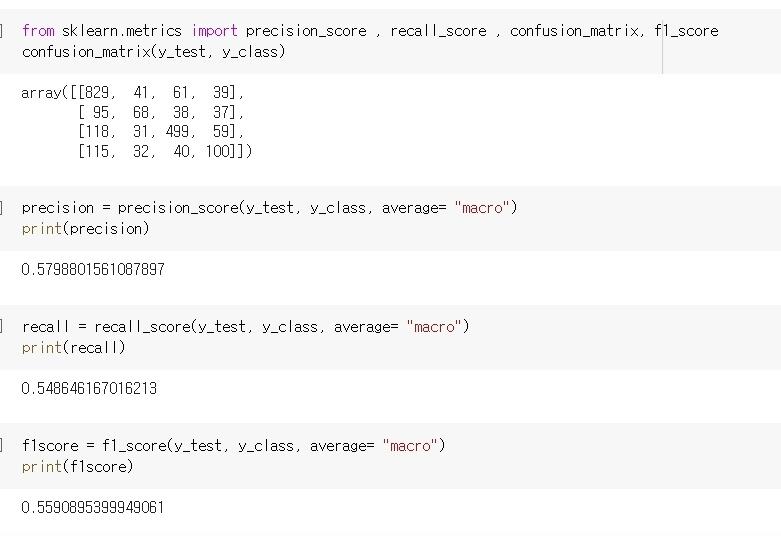 from sklearn.metrics import precision_score , recall_score , confusion_matrix, f1_score
confusion_matrix(y_test, y_class)
array([[829,  41,  61,  39],
       [ 95,  68,  38,  37],
       [118,  31, 499,  59],
       [115,  32,  40, 100]])
precision = precision_score(y_test, y_class, average= "macro")
print(precision)
0.5798801561087897
recall = recall_score(y_test, y_class, average= "macro")
print(recall)
0.548646167016213
f1score = f1_score(y_test, y_class, average= "macro")
print(f1score)
0.5590895399949061